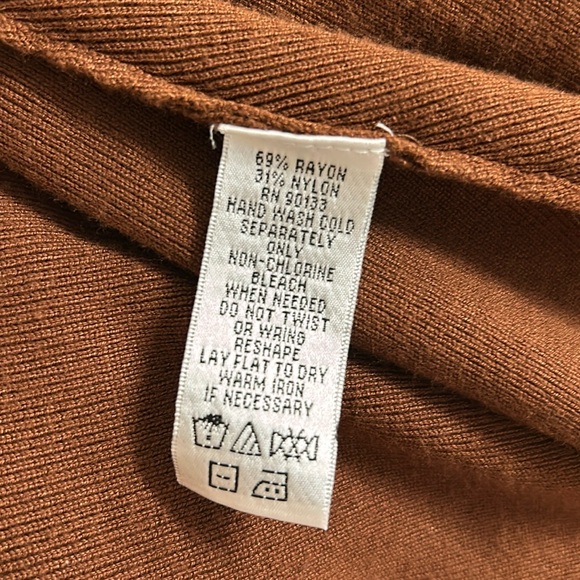 69% RAYON
31% NYLON
RN 90133
HAND WASH COLD
SEPARATELY
ONLY
NON-CHLORINE
BLEACH
WHEN NEEDED
DO NOT TWIST
OR WRING
RESHAPE
LAY FLAT TO DRY
WARM IRON
IF NECESSARY